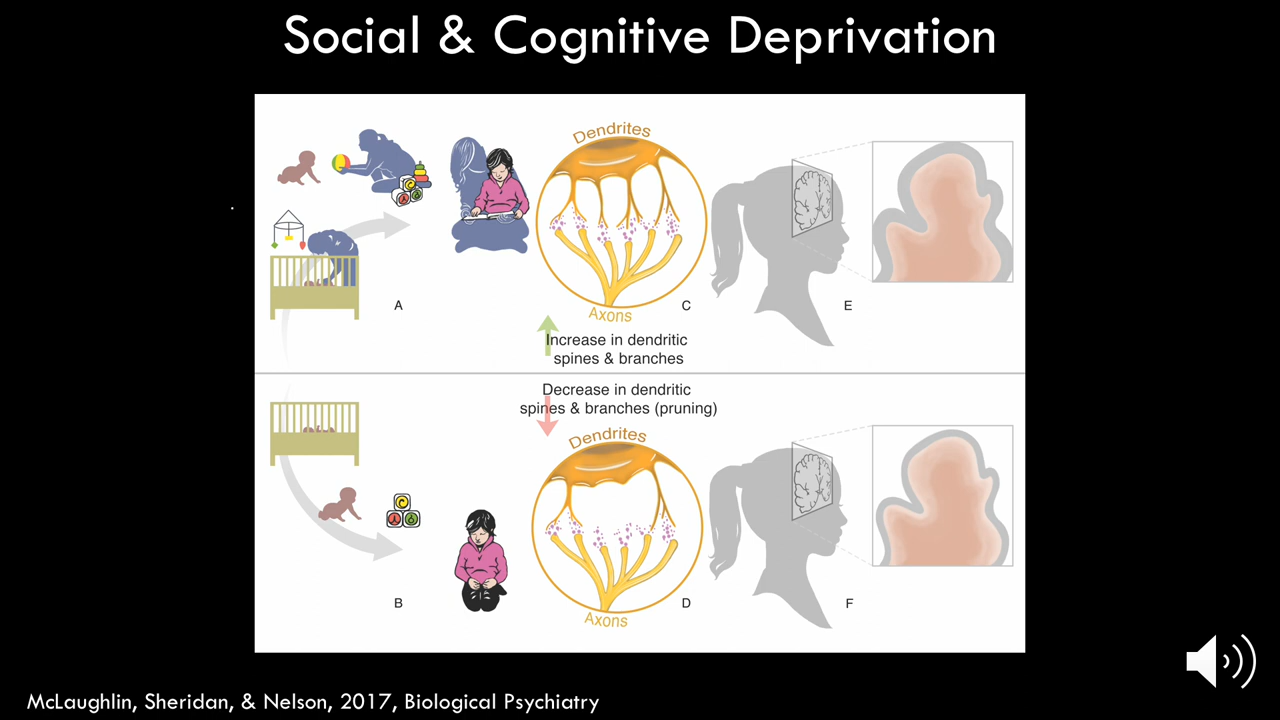 Social & Cognitive Deprivation
Dendrites
A
C
E
Axons
Increase in dendritic
spines & branches
Decrease in dendritic
spines & branches (pruning)
Dendrites
B
D
F
Axons
McLaughlin, Sheridan, & Nelson, 2017, Biological Psychiatry